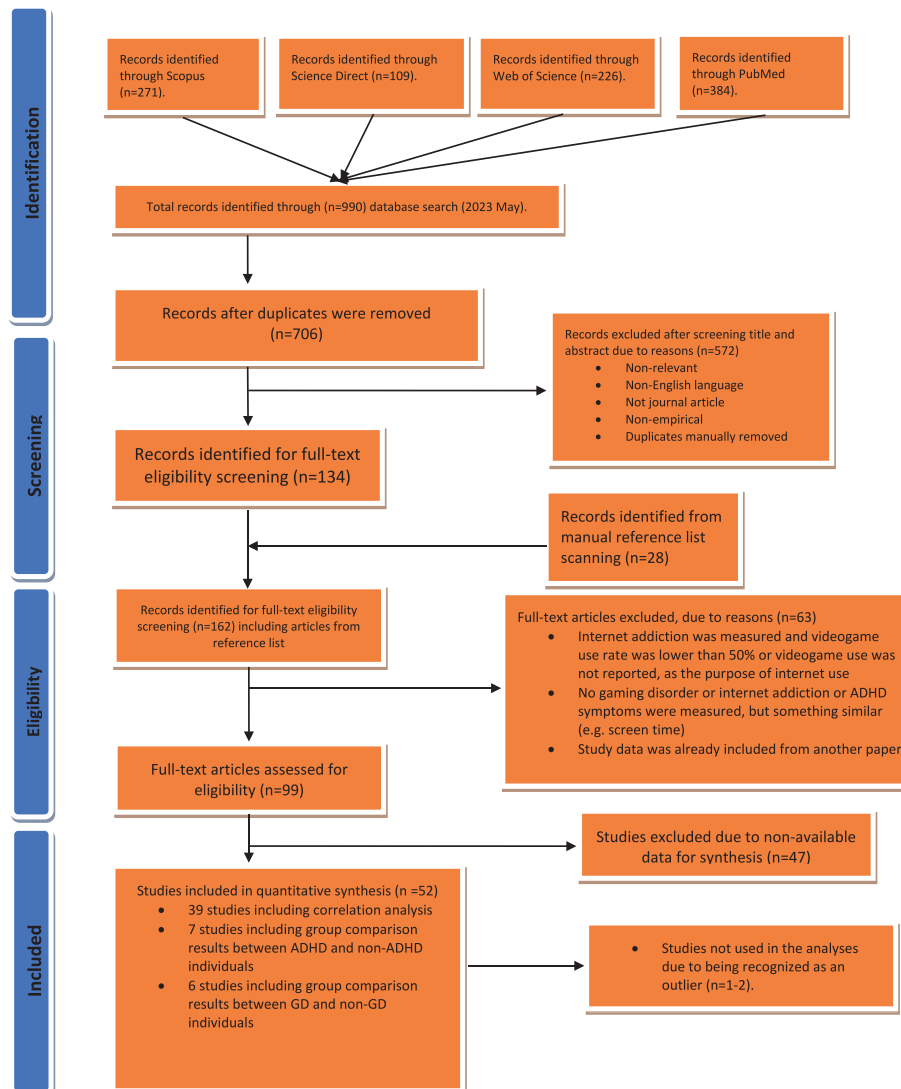 Identification
Records identified
through Scopus
(n=271).
Records identified through
Science Direct (n=109).
Records identified through
Web of Science (n=226).
Records identified
through PubMed
(n=384).
Total records identified through (n=990) database search (2023 May).
Records after duplicates were removed
(n=706)
Screening
Records excluded after screening title and
abstract due to reasons (n=572)
• Non-relevant
• Non-English language
• Not journal article
• Non-empirical
• Duplicates manually removed
Records identified for full-text
eligibility screening (n=134)
Records identified from
manual reference list
scanning (n=28)
Eligibility
Records identified for full-text eligibility
screening (n=162) including articles from
reference list
Full-text articles excluded, due to reasons (n=63)
• Internet addiction was measured and videogame
use rate was lower than 50% or videogame use was
not reported, as the purpose of internet use
• No gaming disorder or internet addiction or ADHD
symptoms were measured, but something similar
(e.g. screen time)
• Study data was already included from another paper
Full-text articles assessed for
eligibility (n=99)
Included
Studies excluded due to non-available
data for synthesis (n=47)
Studies included in quantitative synthesis (n =52)
• 39 studies including correlation analysis
• 7 studies including group comparison
results between ADHD and non-ADHD
individuals
• 6 studies including group comparison
results between GD and non-GD
individuals
• Studies not used in the analyses
due to being recognized as an
outlier (n=1-2).